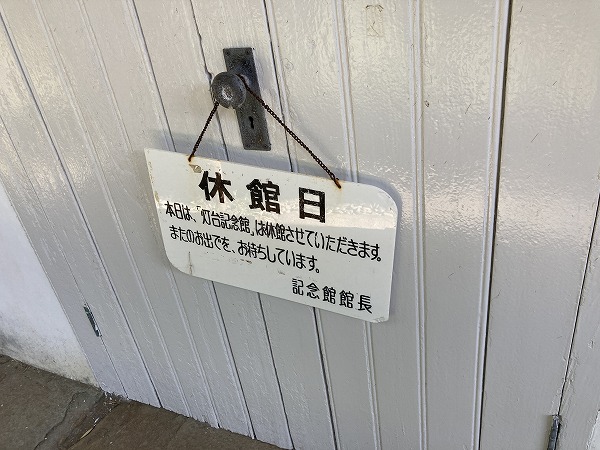 休館日
本日は、「灯台記念館」は休館させていただきます。
またのお出でを、お待ちしています。
記念館館長